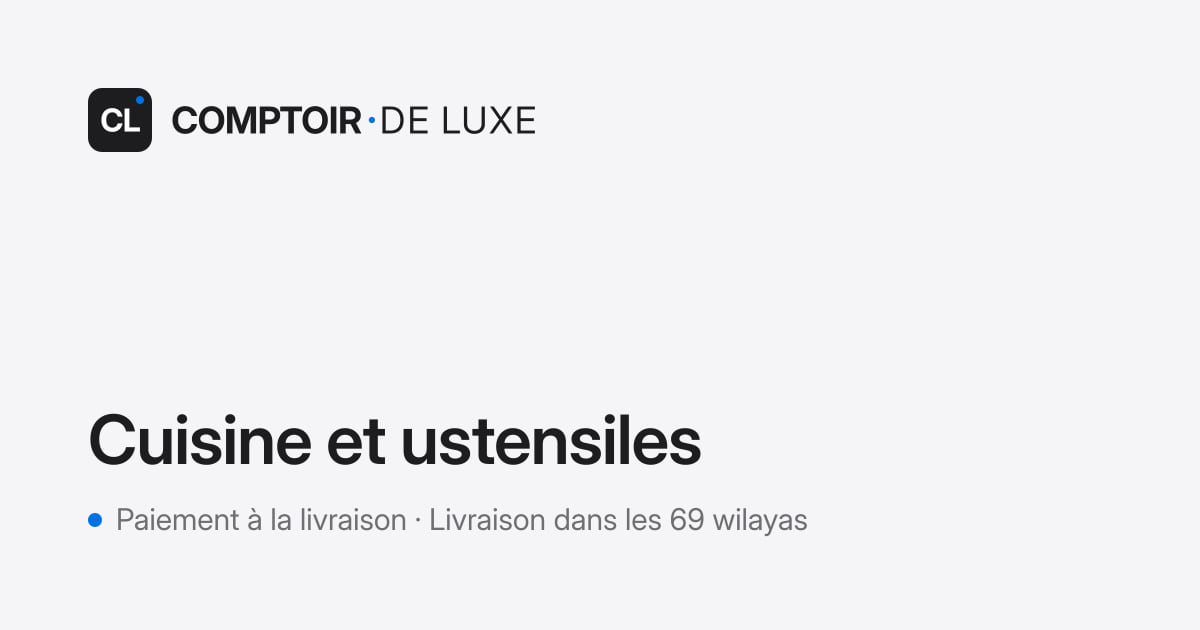 CL COMPTOIR·DE LUXE
Cuisine et ustensiles
Paiement à la livraison · Livraison dans les 69 wilayas